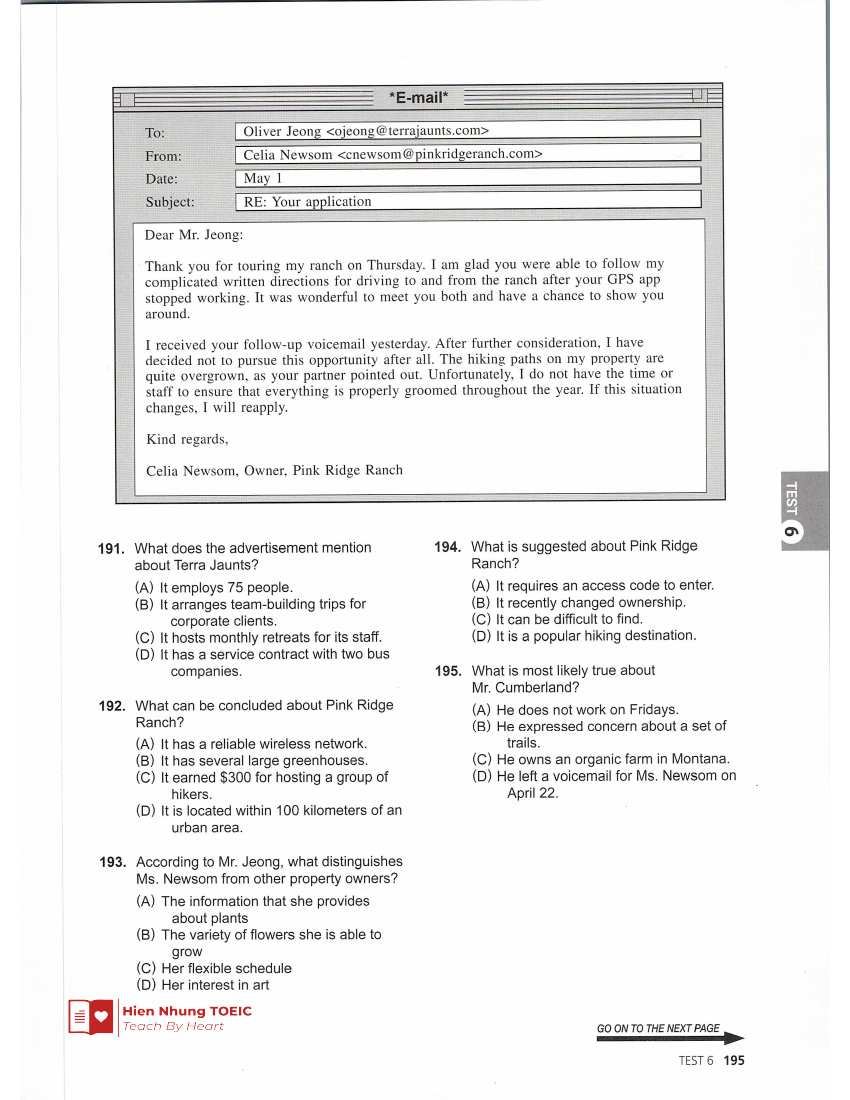 *E-mail*
To: Oliver Jeong <ojeong@terrajaunts.com>
From: Celia Newsom <cnewsom@pinkridgeranch.com>
Date: May 1
Subject: RE: Your application
Dear Mr. Jeong:
Thank you for touring my ranch on Thursday. I am glad you were able to follow my
complicated written directions for driving to and from the ranch after your GPS app
stopped working. It was wonderful to meet you both and have a chance to show you
around.
I received your follow-up voicemail yesterday. After further consideration, I have
decided not to pursue this opportunity after all. The hiking paths on my property are
quite overgrown, as your partner pointed out. Unfortunately, I do not have the time or
staff to ensure that everything is properly groomed throughout the year. If this situation
changes, I will reapply.
Kind regards,
Celia Newsom, Owner, Pink Ridge Ranch
TEST 6
191. What does the advertisement mention
about Terra Jaunts?
(A) It employs 75 people.
(B) It arranges team-building trips for
corporate clients.
(C) It hosts monthly retreats for its staff.
(D) It has a service contract with two bus
companies.
192. What can be concluded about Pink Ridge
Ranch?
(A) It has a reliable wireless network.
(B) It has several large greenhouses.
(C) It earned $300 for hosting a group of
hikers.
(D) It is located within 100 kilometers of an
urban area.
193. According to Mr. Jeong, what distinguishes
Ms. Newsom from other property owners?
(A) The information that she provides
about plants
(B) The variety of flowers she is able to
grow
(C) Her flexible schedule
(D) Her interest in art
194. What is suggested about Pink Ridge
Ranch?
(A) It requires an access code to enter.
(B) It recently changed ownership.
(C) It can be difficult to find.
(D) It is a popular hiking destination.
195. What is most likely true about
Mr. Cumberland?
(A) He does not work on Fridays.
(B) He expressed concern about a set of
trails.
(C) He owns an organic farm in Montana.
(D) He left a voicemail for Ms. Newsom on
April 22.
Hien Nhung TOEIC
Teach By Heart
GO ON TO THE NEXT PAGE
TEST 6 195